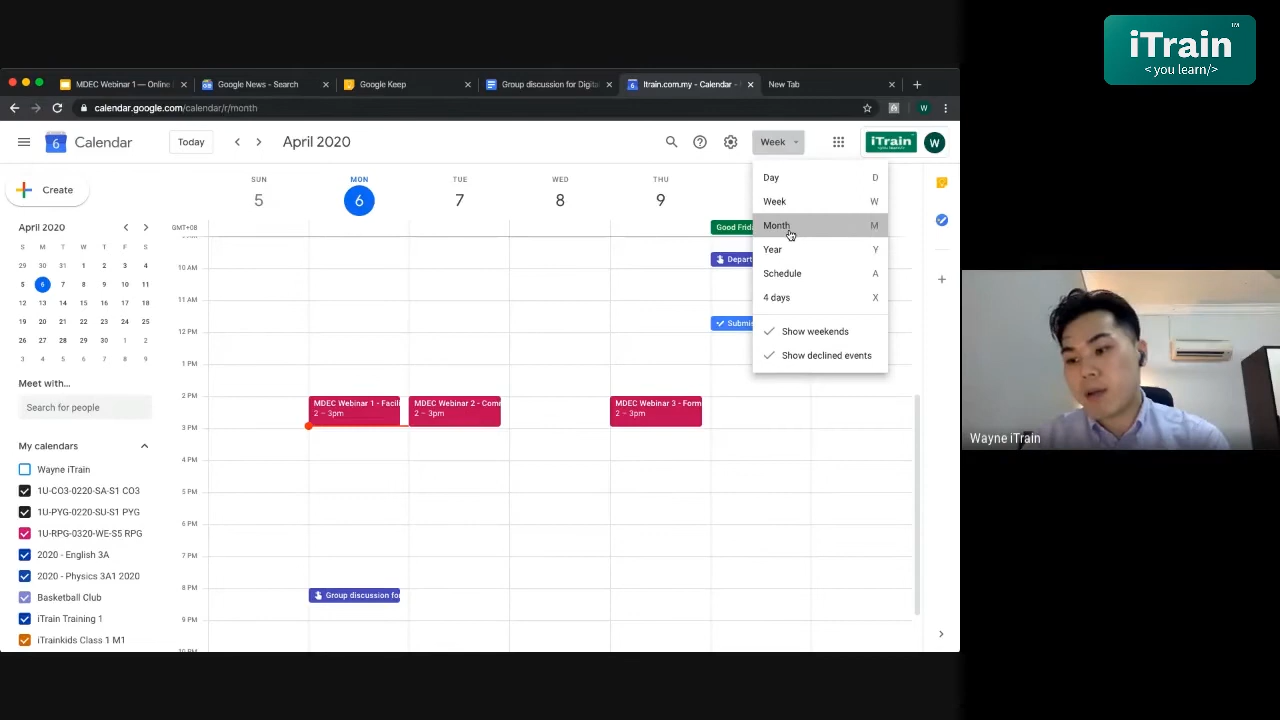 iTrain™
< you learn/>
MDEC Webinar 1 — Online
Google News - Search
Google Keep
Group discussion for Digita
Itrain.com.my - Calendar -
New Tab
calendar.google.com/calendar/r/month
W
6
Calendar
Today
April 2020
Week
iTrain
W
Create
SUN
MON
TUE
WED
THU
5
6
7
8
9
Day D
Week W
Month M
Year Y
Schedule A
4 days X
Show weekends
Show declined events
April 2020
S M T W T F S
29 30 31 1 2 3 4
5 6 7 8 9 10 11
12 13 14 15 16 17 18
19 20 21 22 23 24 25
26 27 28 29 30 1 2
3 4 5 6 7 8 9
GMT+08
Good Frid
Depart
Submis
10 AM
11 AM
12 PM
1 PM
2 PM
3 PM
4 PM
5 PM
6 PM
7 PM
8 PM
9 PM
MDEC Webinar 1 - Facili
2 – 3pm
MDEC Webinar 2 - Com
2 – 3pm
MDEC Webinar 3 - Form
2 – 3pm
Group discussion fo
Meet with...
Search for people
My calendars
Wayne iTrain
1U-CO3-0220-SA-S1 CO3
1U-PYG-0220-SU-S1 PYG
1U-RPG-0320-WE-S5 RPG
2020 - English 3A
2020 - Physics 3A1 2020
Basketball Club
iTrain Training 1
iTrainkids Class 1 M1
Wayne iTrain